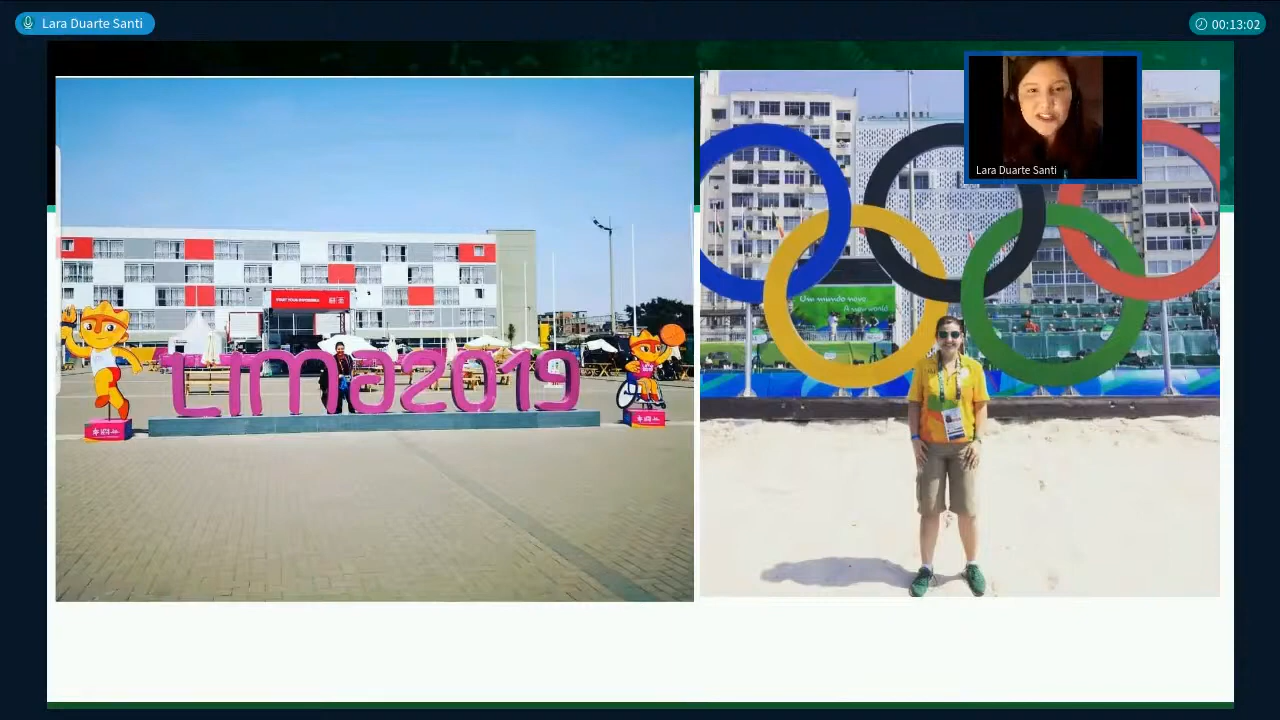 Lara Duarte Santi
00:13:02
Lara Duarte Santi
Um mundo novo
A new world
Lima2019